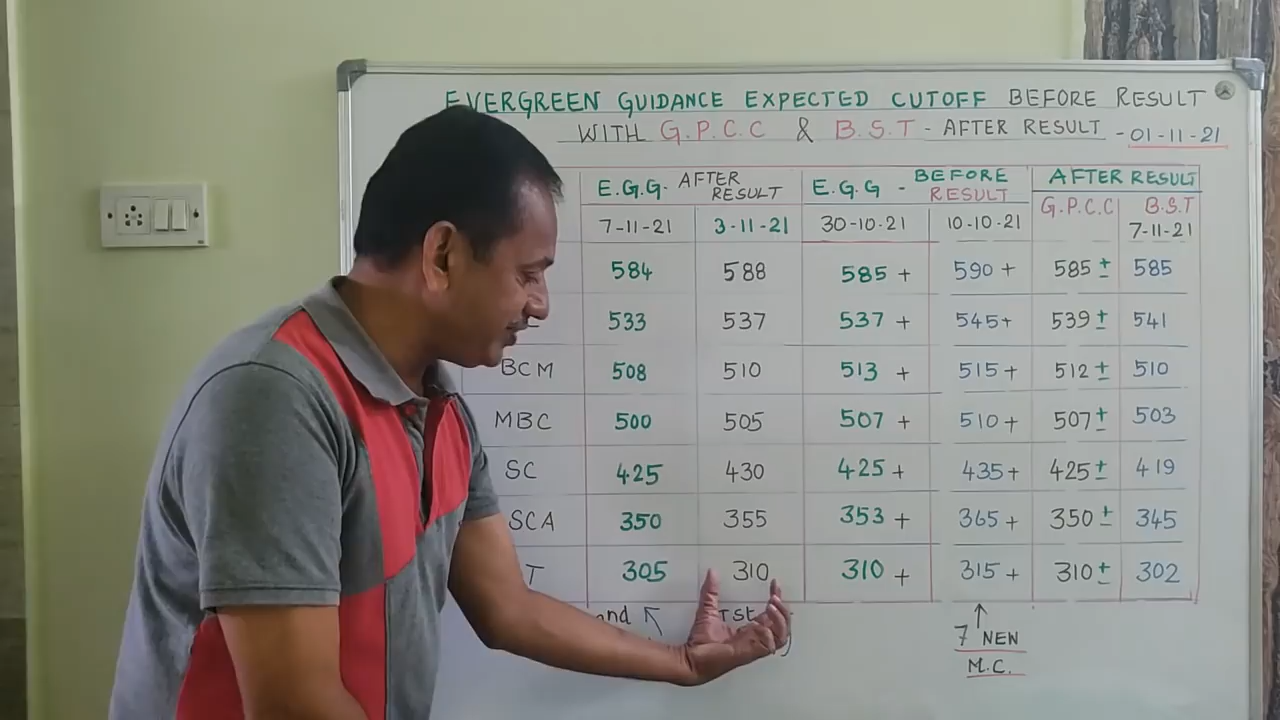 EVERGREEN GUIDANCE EXPECTED CUTOFF BEFORE RESULT
WITH G.P.C.C & B.S.T - AFTER RESULT - 01-11-21
E.G.G- AFTER RESULT E.G.G - BEFORE RESULT AFTER RESULT
7-11-21 3-11-21 30-10-21 10-10-21 G.P.C.C B.S.T 7-11-21
584 588 585 + 590 + 585 ± 585
533 537 537 + 545+ 539 ± 541
BCM 508 510 513 + 515+ 512 ± 510
MBC 500 505 507 + 510+ 507 ± 503
SC 425 430 425 + 435+ 425 ± 419
SCA 350 355 353 + 365+ 350 ± 345
T 305 310 310 + 315+ 310 ± 302
7 NEN
M.C.